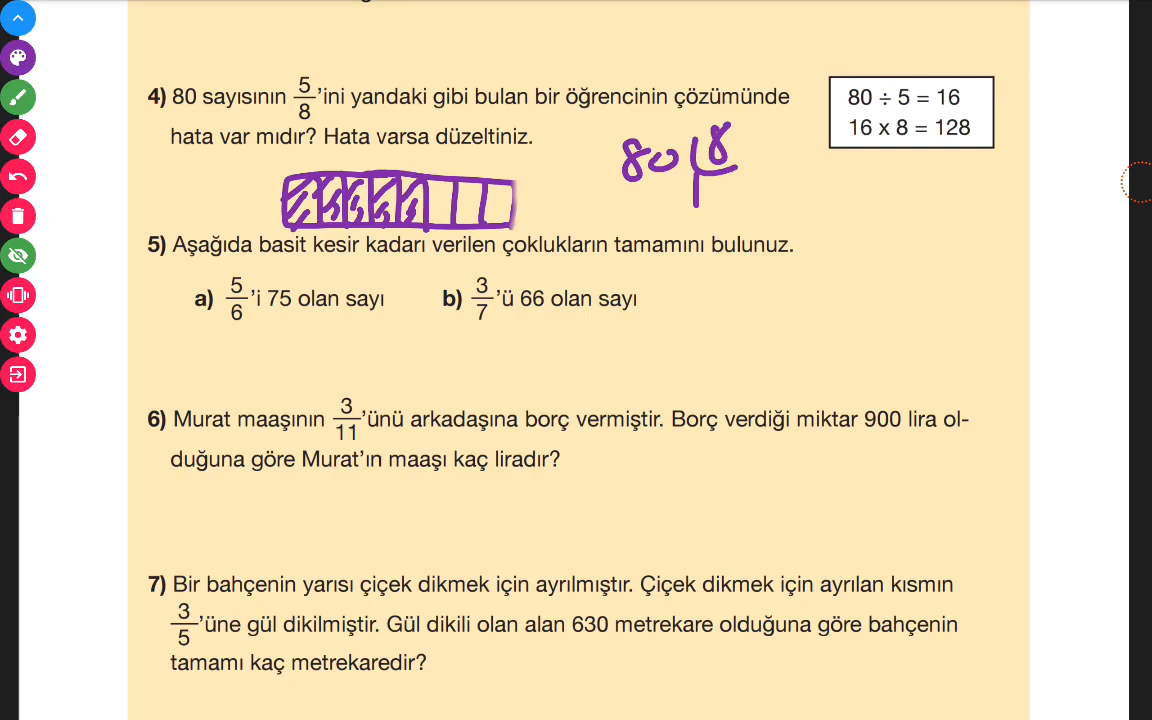 4) 80 sayısının 5/8'ini yandaki gibi bulan bir öğrencinin çözümünde
hata var mıdır? Hata varsa düzeltiniz.
80 ÷ 5 = 16
16 x 8 = 128
80 8
5) Aşağıda basit kesir kadarı verilen çoklukların tamamını bulunuz.
a) 5/6'i 75 olan sayı b) 3/7'ü 66 olan sayı
6) Murat maaşının 3/11'ünü arkadaşına borç vermiştir. Borç verdiği miktar 900 lira ol-
duğuna göre Murat'ın maaşı kaç liradır?
7) Bir bahçenin yarısı çiçek dikmek için ayrılmıştır. Çiçek dikmek için ayrılan kısmın
3/5'üne gül dikilmiştir. Gül dikili olan alan 630 metrekare olduğuna göre bahçenin
tamamı kaç metrekaredir?